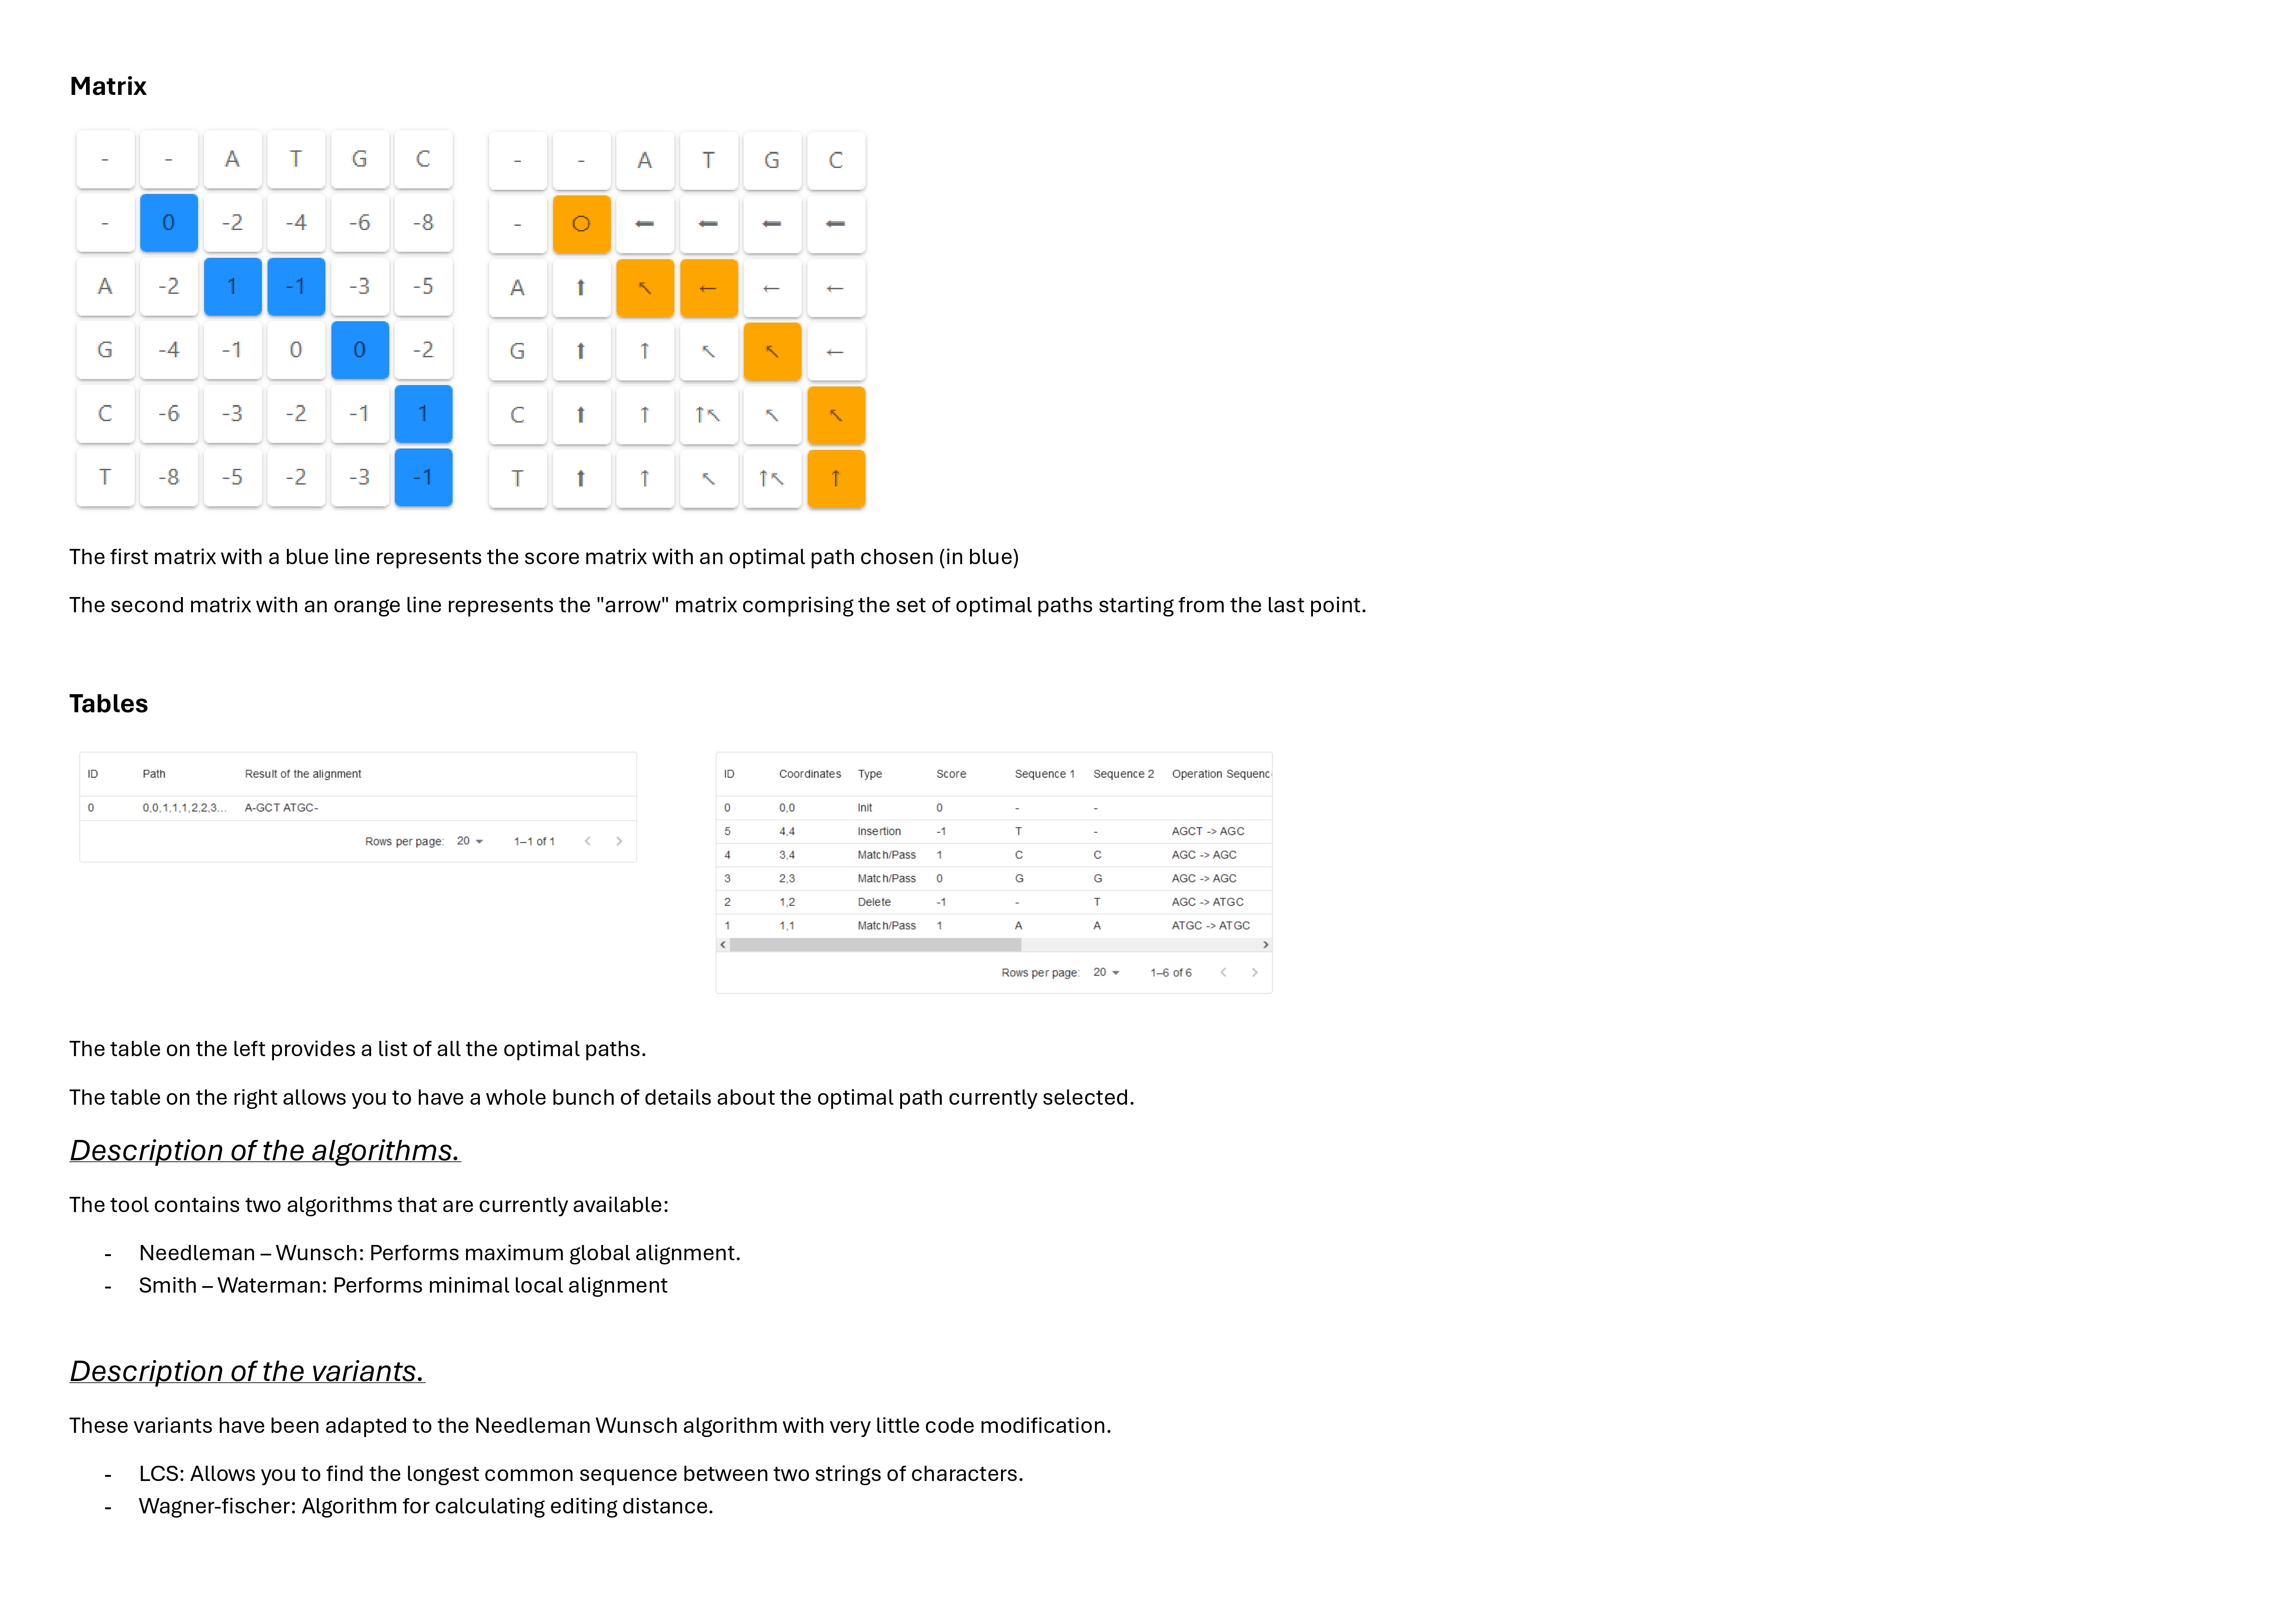 Matrix
- - A T G C
- 0 -2 -4 -6 -8
A -2 1 -1 -3 -5
G -4 -1 0 0 -2
C -6 -3 -2 -1 1
T -8 -5 -2 -3 -1
- - A T G C
- ○ ← ← ← ←
A ↑ ↖ ← ← ←
G ↑ ↑ ↖ ↖ ←
C ↑ ↑ ↑↖ ↖ ↖
T ↑ ↑ ↖ ↑↖ ↑
The first matrix with a blue line represents the score matrix with an optimal path chosen (in blue)
The second matrix with an orange line represents the "arrow" matrix comprising the set of optimal paths starting from the last point.
Tables
ID Path Result of the alignment
0 0,0,1,1,1,2,2,3... A-GCT ATGC-
Rows per page: 20 1–1 of 1
ID Coordinates Type Score Sequence 1 Sequence 2 Operation Sequenc
0 0,0 Init 0 - -
5 4,4 Insertion -1 T - AGCT -> AGC
4 3,4 Match/Pass 1 C C AGC -> AGC
3 2,3 Match/Pass 0 G G AGC -> AGC
2 1,2 Delete -1 - T AGC -> ATGC
1 1,1 Match/Pass 1 A A ATGC -> ATGC
Rows per page: 20 1–6 of 6
The table on the left provides a list of all the optimal paths.
The table on the right allows you to have a whole bunch of details about the optimal path currently selected.
Description of the algorithms.
The tool contains two algorithms that are currently available:
- Needleman – Wunsch: Performs maximum global alignment.
- Smith – Waterman: Performs minimal local alignment
Description of the variants.
These variants have been adapted to the Needleman Wunsch algorithm with very little code modification.
- LCS: Allows you to find the longest common sequence between two strings of characters.
- Wagner-fischer: Algorithm for calculating editing distance.